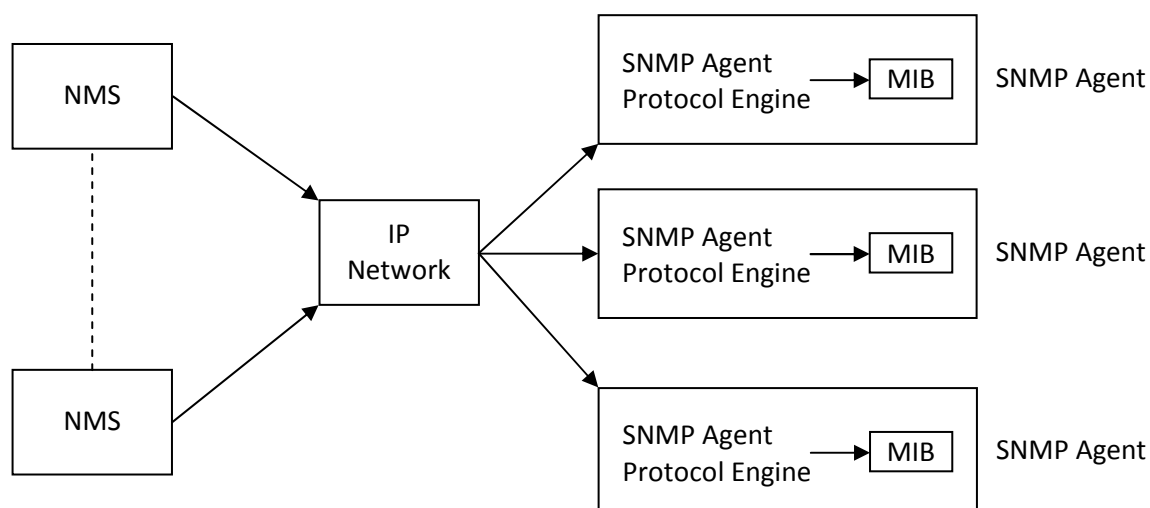 NMS
NMS
IP
Network
SNMP Agent
Protocol Engine
MIB
SNMP Agent
SNMP Agent
Protocol Engine
MIB
SNMP Agent
SNMP Agent
Protocol Engine
MIB
SNMP Agent